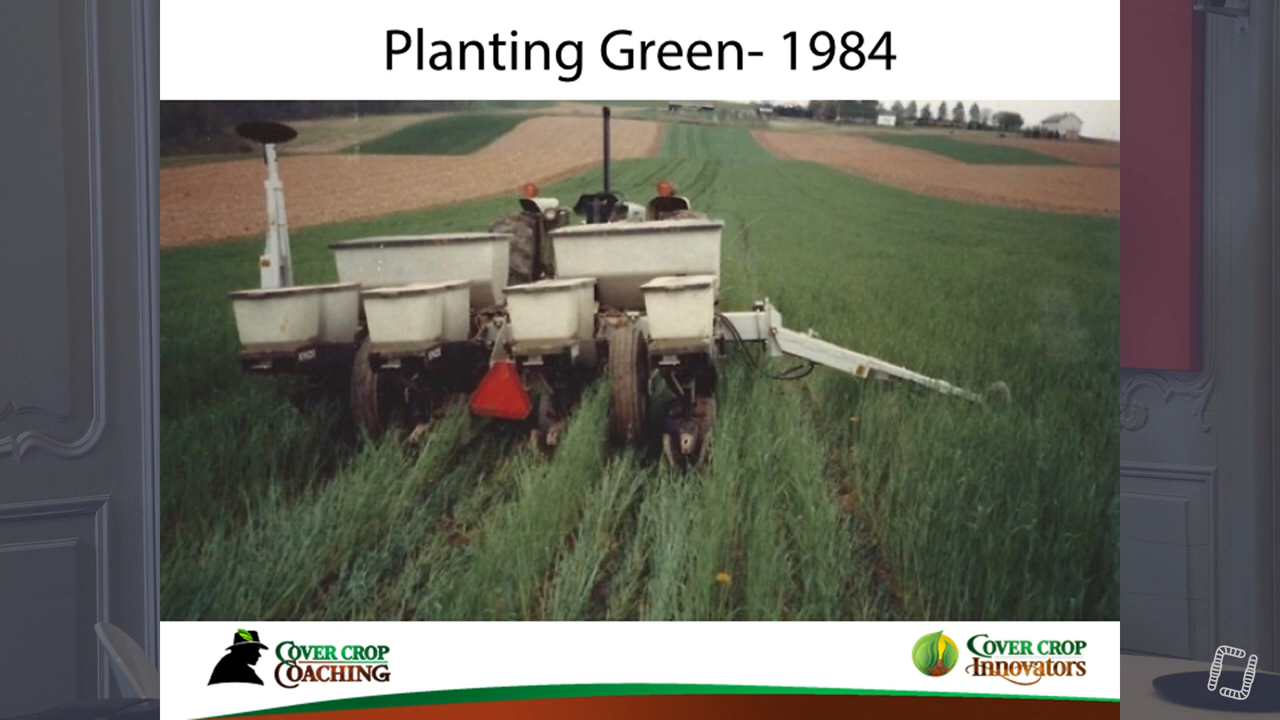 Planting Green- 1984
COVER CROP
COACHING
COVER CROP
Innovators